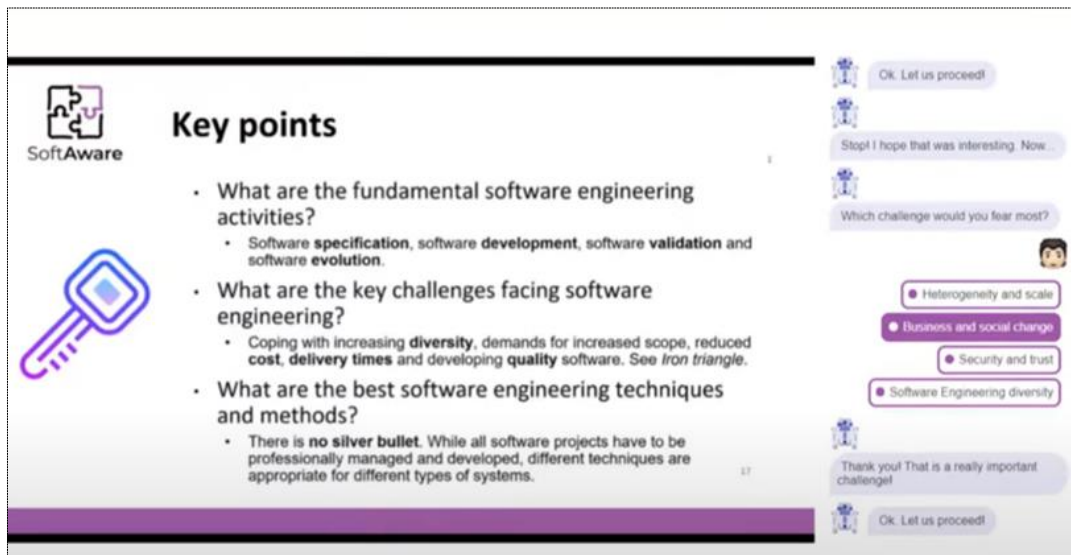 SoftAware
Key points
3
• What are the fundamental software engineering
activities?
• Software specification, software development, software validation and
software evolution.
• What are the key challenges facing software
engineering?
• Coping with increasing diversity, demands for increased scope, reduced
cost, delivery times and developing quality software. See Iron triangle.
• What are the best software engineering techniques
and methods?
• There is no silver bullet. While all software projects have to be
professionally managed and developed, different techniques are
appropriate for different types of systems.
17
Ok. Let us proceed!
Stop! I hope that was interesting. Now...
Which challenge would you fear most?
Heterogeneity and scale
Business and social change
Security and trust
Software Engineering diversity
Thank you! That is a really important
challenge!
Ok. Let us proceed!